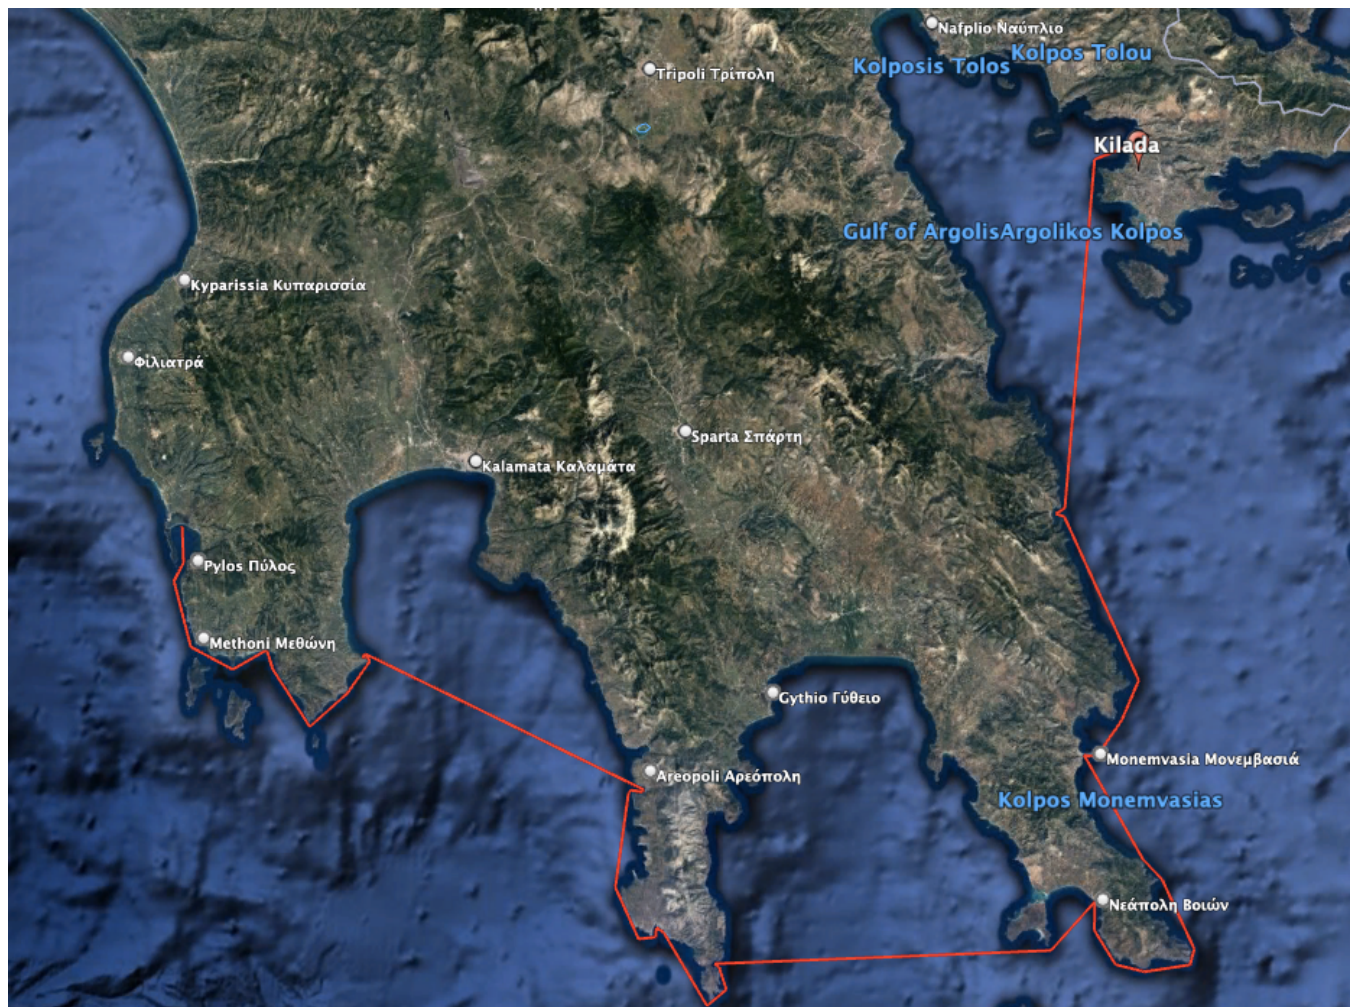 Nafplio Ναύπλιο
Kolpos Tolou
Kolposis Tolos
Tripoli Τρίπολη
Kilada
Gulf of ArgolisArgolikos Kolpos
Kyparissia Κυπαρισσία
Φιλιατρά
Sparta Σπάρτη
Kalamata Καλαμάτα
Pylos Πύλος
Methoni Μεθώνη
Gythio Γύθειο
Monemvasia Μονεμβασιά
Areopoli Αρεόπολη
Kolpos Monemvasias
Νεάπολη Βοιών